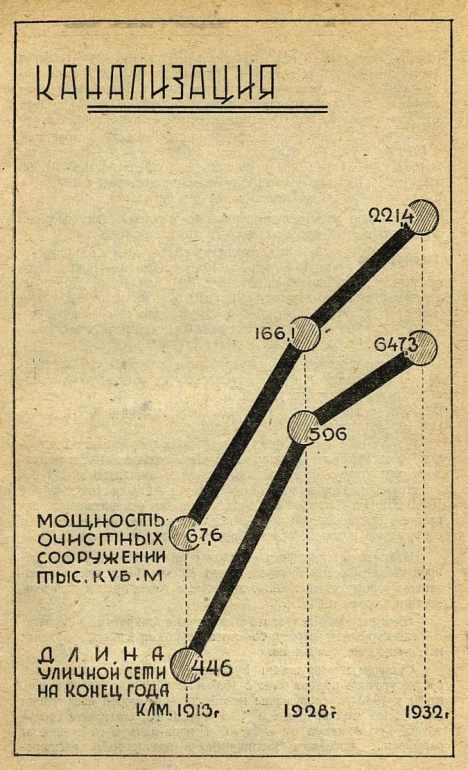 КАНАЛИЗАЦИЯ
221,4
166,1
647,3
596
МОЩНОСТЬ
ОЧИСТНЫХ
СООРУЖЕНИИ
ТЫС. КУБ. М
67,6
ДЛИНА
УЛИЧНОЙ СЕТИ
НА КОНЕЦ ГОДА
446
КЛМ. 1913г
1928г
1932г